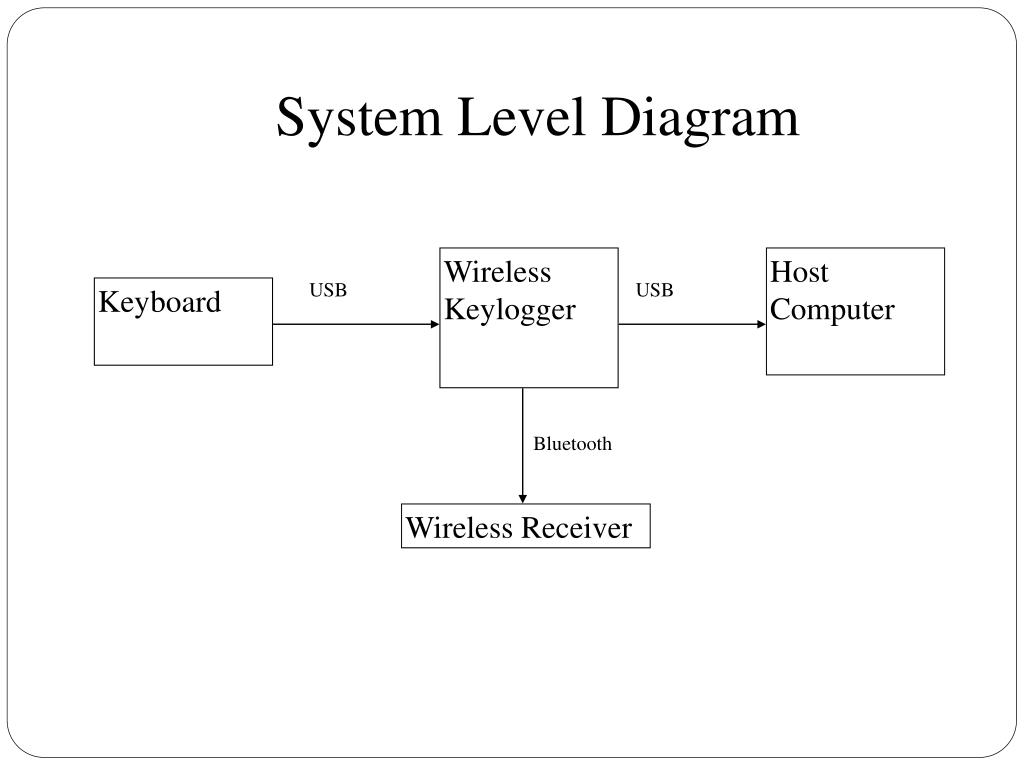 System Level Diagram
Keyboard
USB
Wireless
Keylogger
USB
Host
Computer
Bluetooth
Wireless Receiver